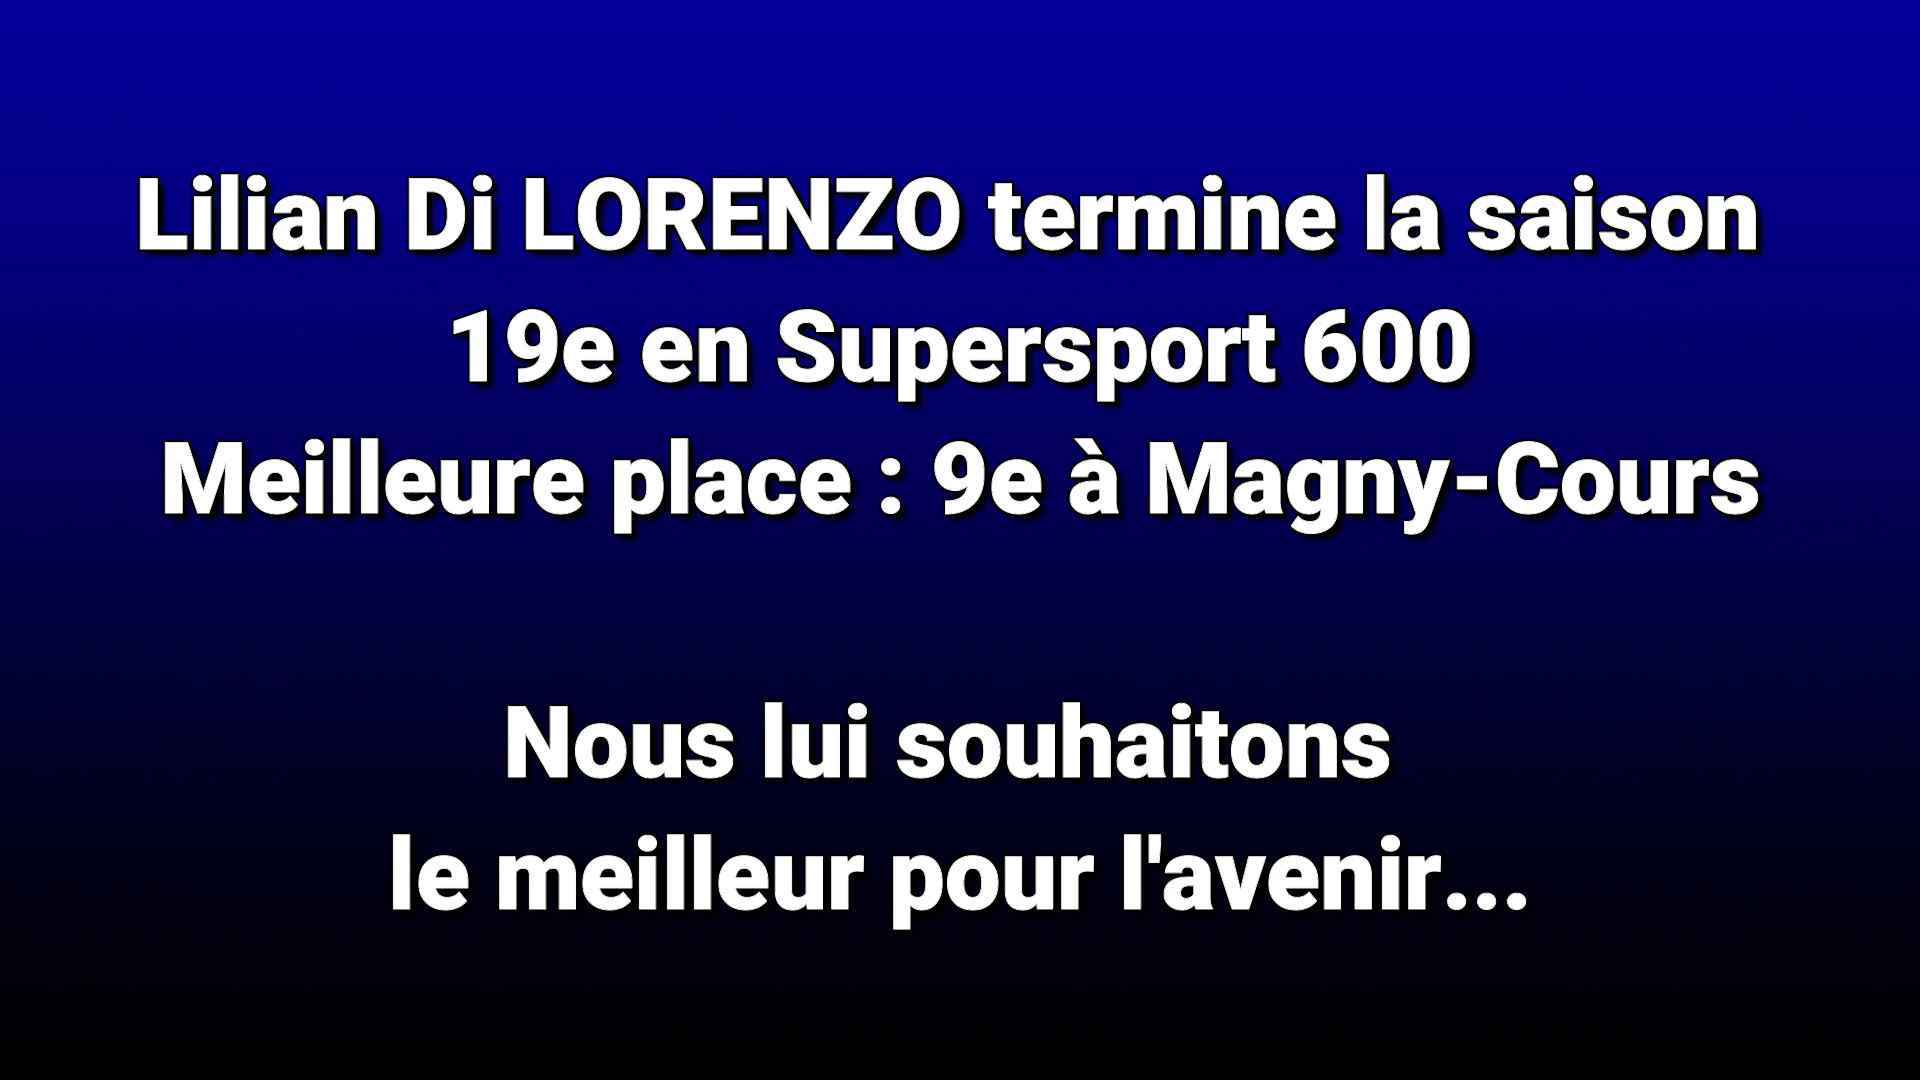 Lilian Di LORENZO termine la saison
19e en Supersport 600
Meilleure place : 9e à Magny-Cours
Nous lui souhaitons
le meilleur pour l'avenir...